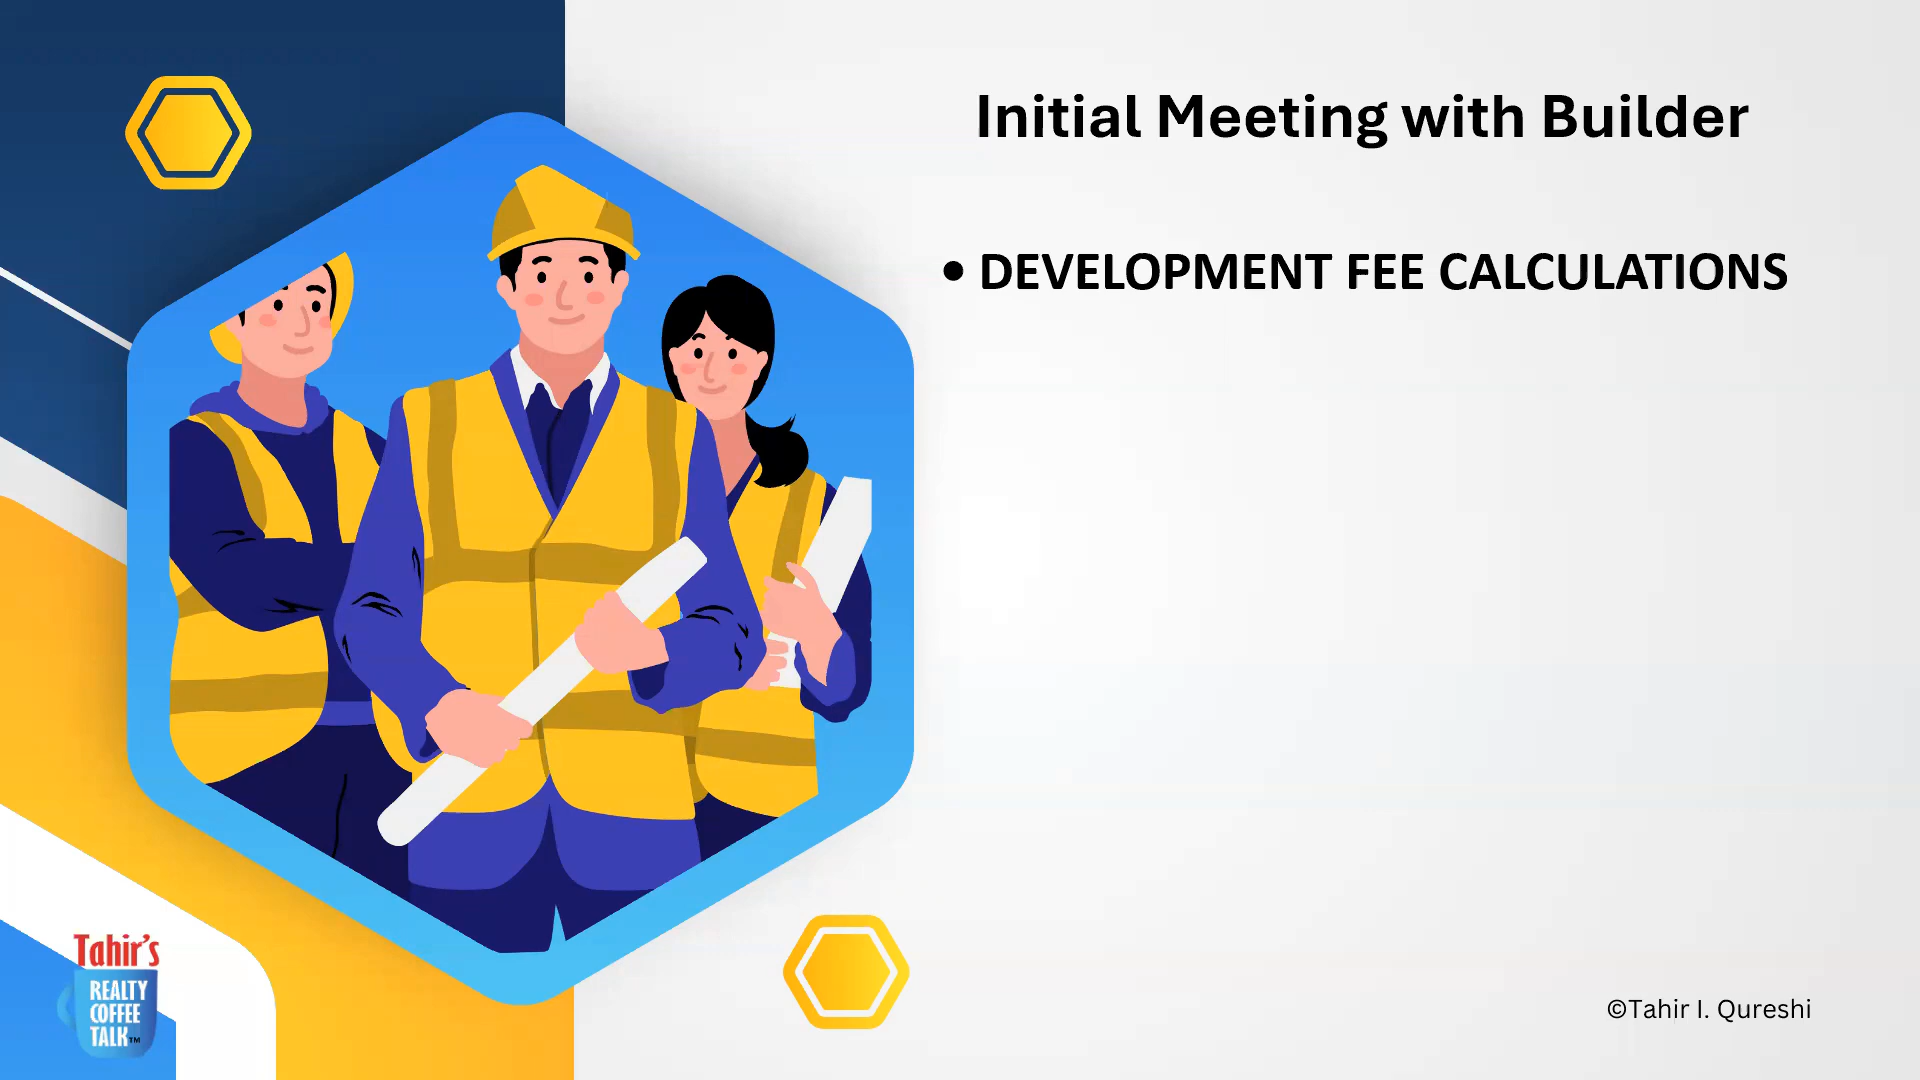 Initial Meeting with Builder
• DEVELOPMENT FEE CALCULATIONS
Tahir's
REALTY
COFFEE
TALK™
©Tahir I. Qureshi